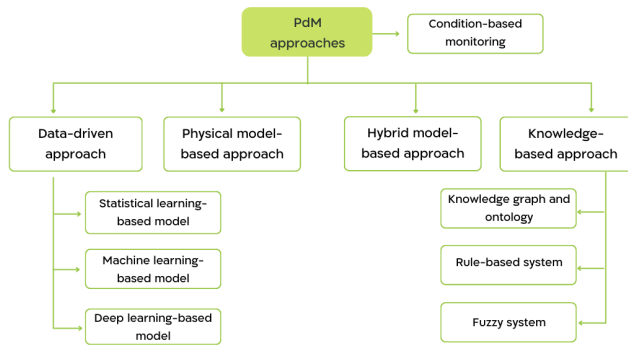 PdM
approaches
Condition-based
monitoring
Data-driven
approach
Physical model-
based approach
Hybrid model-
based approach
Knowledge-
based approach
Statistical learning-
based model
Machine learning-
based model
Deep learning-based
model
Knowledge graph and
ontology
Rule-based system
Fuzzy system